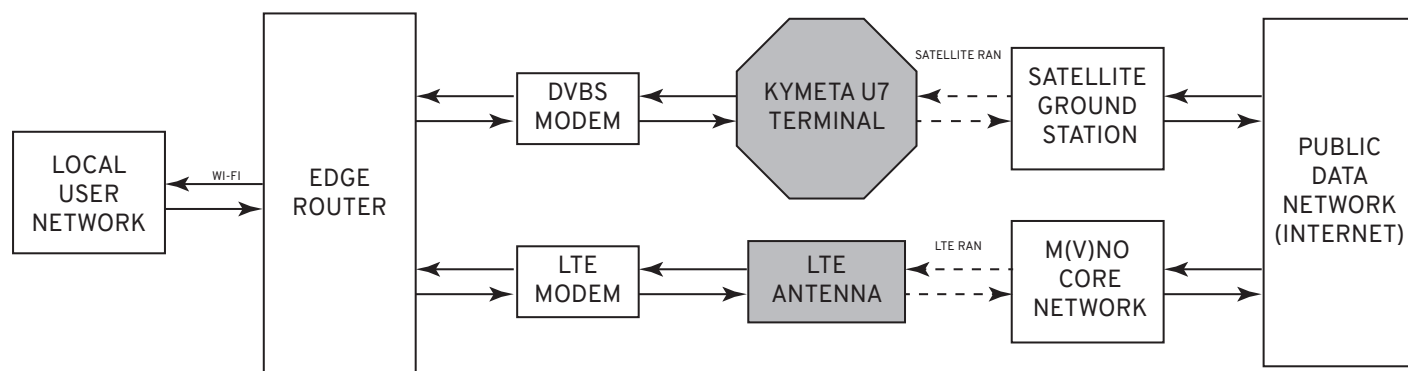 LOCAL
USER
NETWORK
WI-FI
EDGE
ROUTER
DVBS
MODEM
KYMETA U7
TERMINAL
SATELLITE RAN
SATELLITE
GROUND
STATION
LTE
MODEM
LTE
ANTENNA
LTE RAN
M(V)NO
CORE
NETWORK
PUBLIC
DATA
NETWORK
(INTERNET)